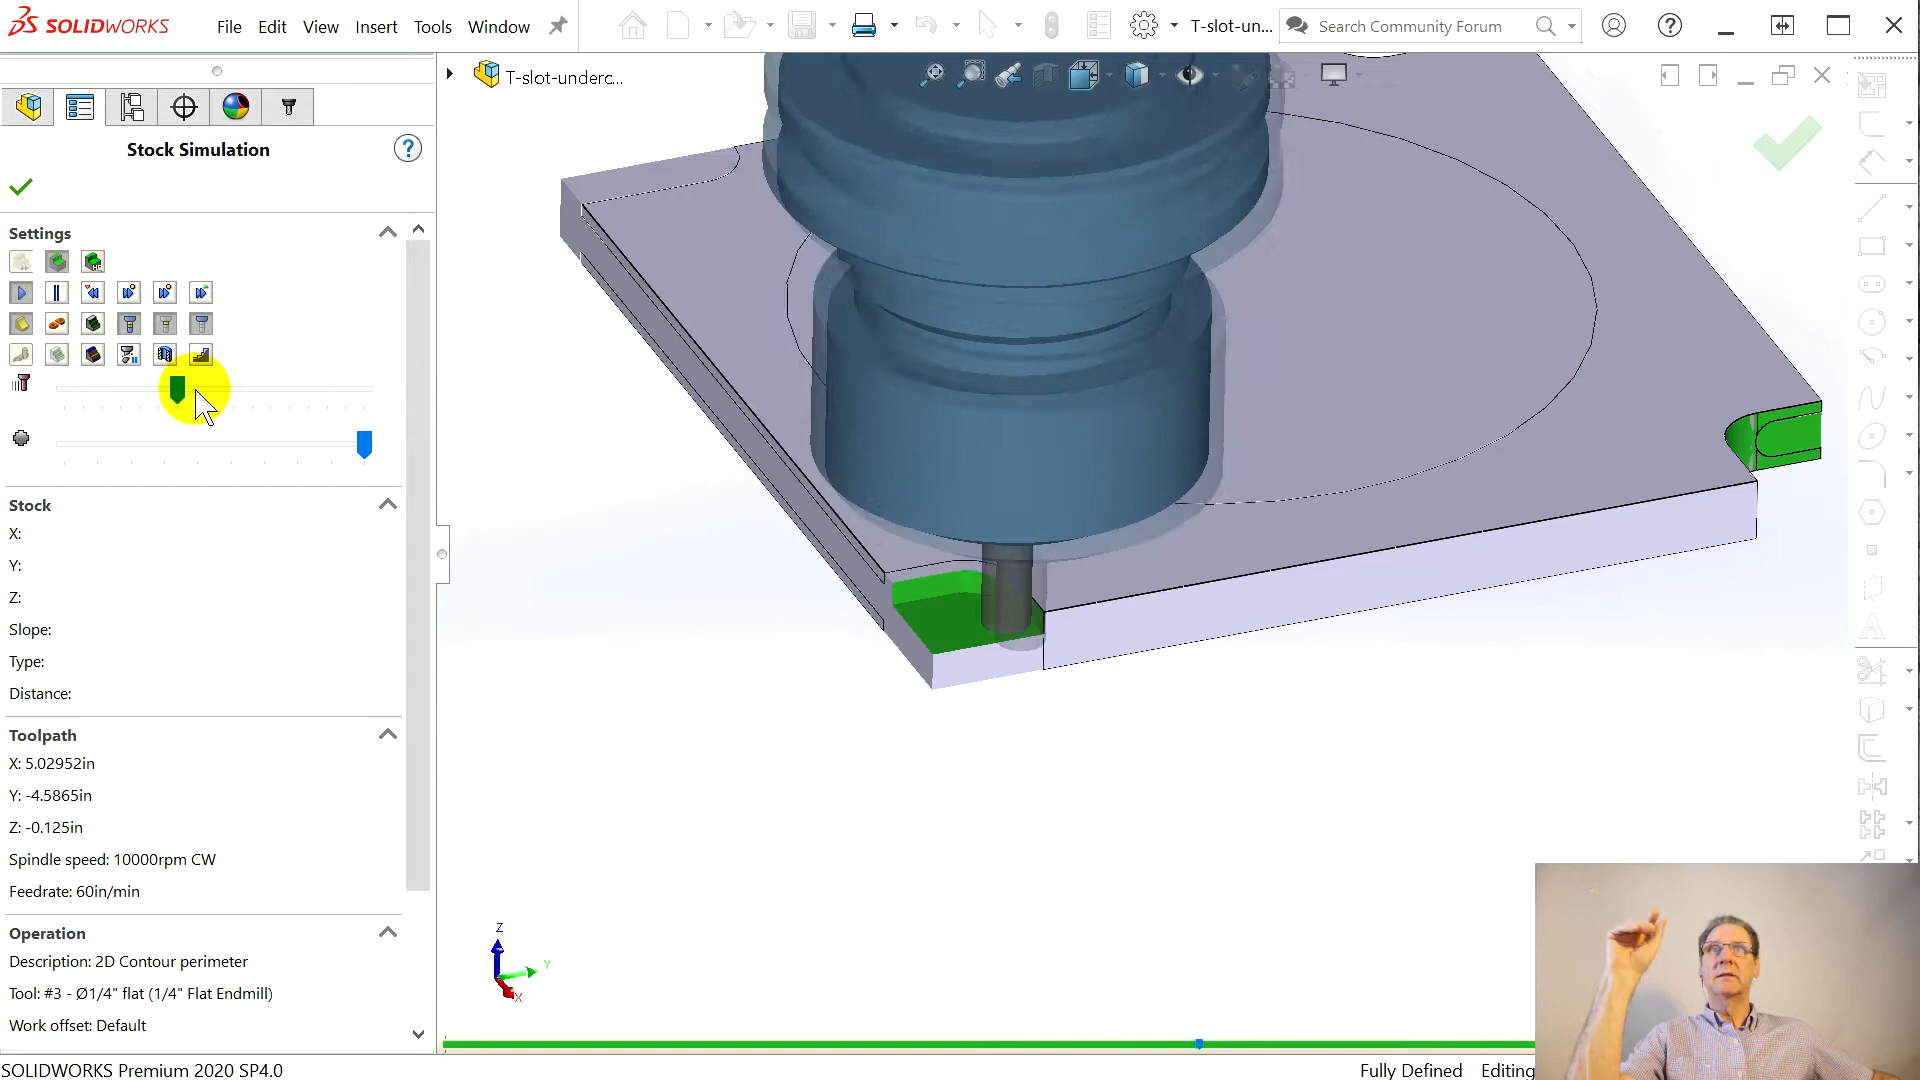 SOLIDWORKS File Edit View Insert Tools Window T-slot-un... Search Community Forum
T-slot-underc...
Stock Simulation
Settings
Stock
X:
Y:
Z:
Slope:
Type:
Distance:
Toolpath
X: 5.02952in
Y: -4.5865in
Z: -0.125in
Spindle speed: 10000rpm CW
Feedrate: 60in/min
Operation
Description: 2D Contour perimeter
Tool: #3 - Ø1/4" flat (1/4" Flat Endmill)
Work offset: Default
Z
Y
X
SOLIDWORKS Premium 2020 SP4.0 Fully Defined Editing